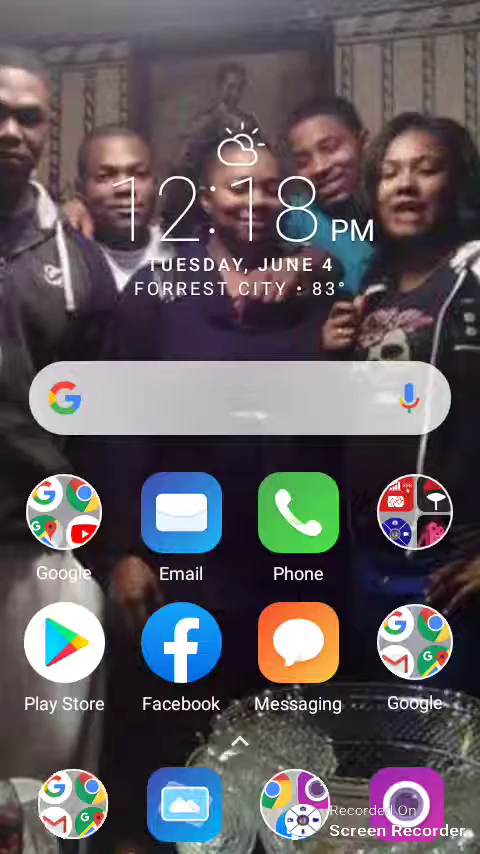 12:18 PM
TUESDAY, JUNE 4
FORREST CITY • 83°
Google
Email
Phone
Play Store
Facebook
Messaging
Google
Recorded On
Screen Recorder